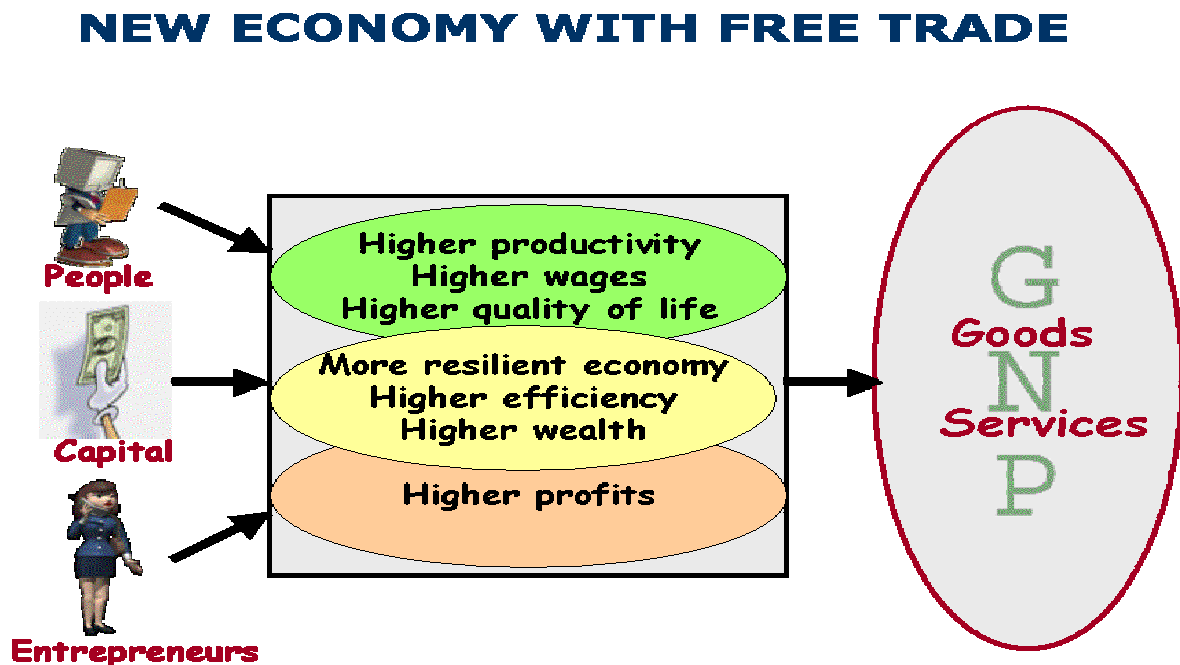 NEW ECONOMY WITH FREE TRADE
People
Capital
Entrepreneurs
Higher productivity
Higher wages
Higher quality of life
More resilient economy
Higher efficiency
Higher wealth
Higher profits
G
Goods
N
Services
P